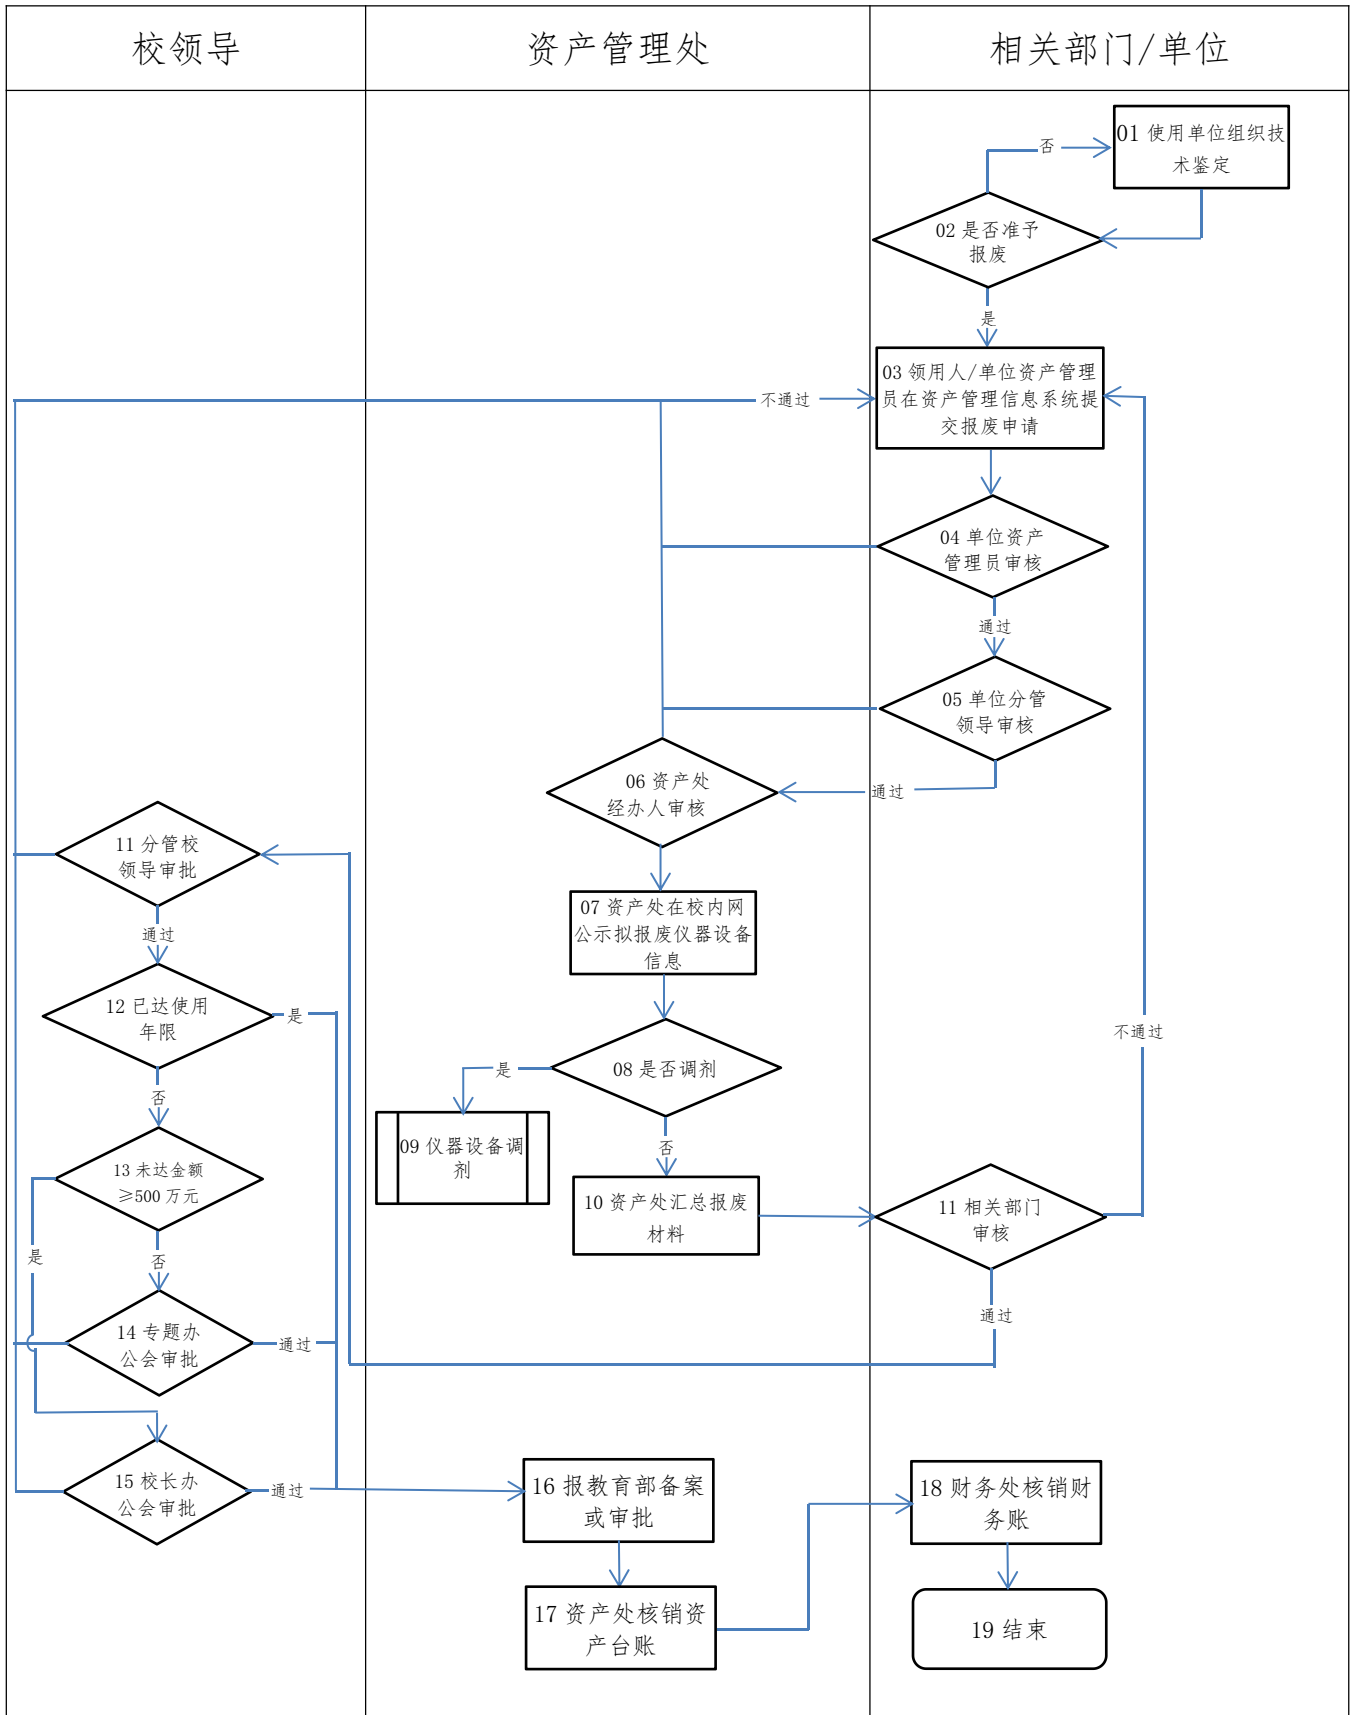 校领导
资产管理处
相关部门/单位
01 使用单位组织技
术鉴定
否
02 是否准予
报废
是
03 领用人/单位资产管理
员在资产管理信息系统提
交报废申请
不通过
04 单位资产
管理员审核
通过
05 单位分管
领导审核
通过
06 资产处
经办人审核
07 资产处在校内网
公示拟报废仪器设备
信息
08 是否调剂
是
09 仪器设备调
剂
否
10 资产处汇总报废
材料
11 相关部门
审核
不通过
通过
11 分管校
领导审批
通过
12 已达使用
年限
是
否
13 未达金额
≥500 万元
是
否
14 专题办
公会审批
通过
15 校长办
公会审批
通过
16 报教育部备案
或审批
17 资产处核销资
产台账
18 财务处核销财
务账
19 结束